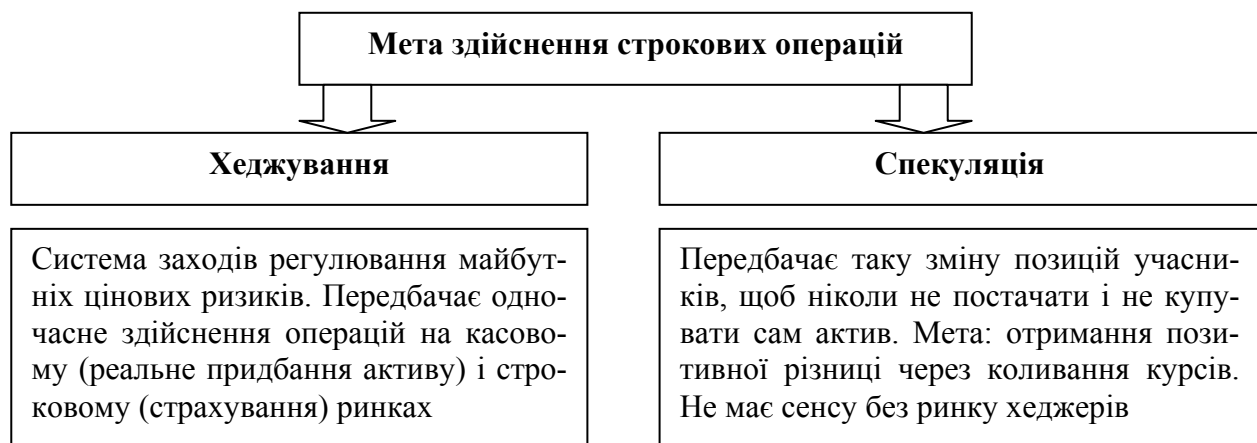 Мета здійснення строкових операцій
Хеджування
Система заходів регулювання майбут-
ніх цінових ризиків. Передбачає одно-
часне здійснення операцій на касово-
му (реальне придбання активу) і стро-
ковому (страхування) ринках
Спекуляція
Передбачає таку зміну позицій учасни-
ків, щоб ніколи не постачати і не купу-
вати сам актив. Мета: отримання пози-
тивної різниці через коливання курсів.
Не має сенсу без ринку хеджерів